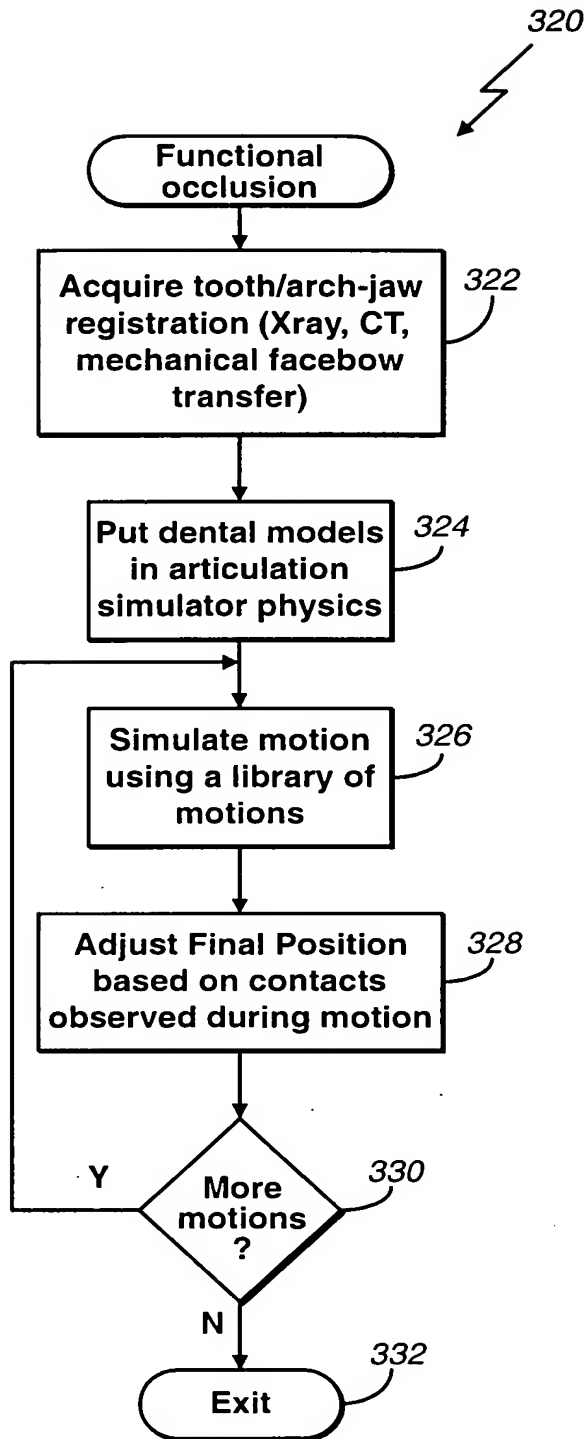 320
Functional
occlusion
Acquire tooth/arch-jaw
registration (Xray, CT,
mechanical facebow
transfer)
322
Put dental models
in articulation
simulator physics
324
Simulate motion
using a library of
motions
326
Adjust Final Position
based on contacts
observed during motion
328
Y
More
motions
?
330
N
Exit
332